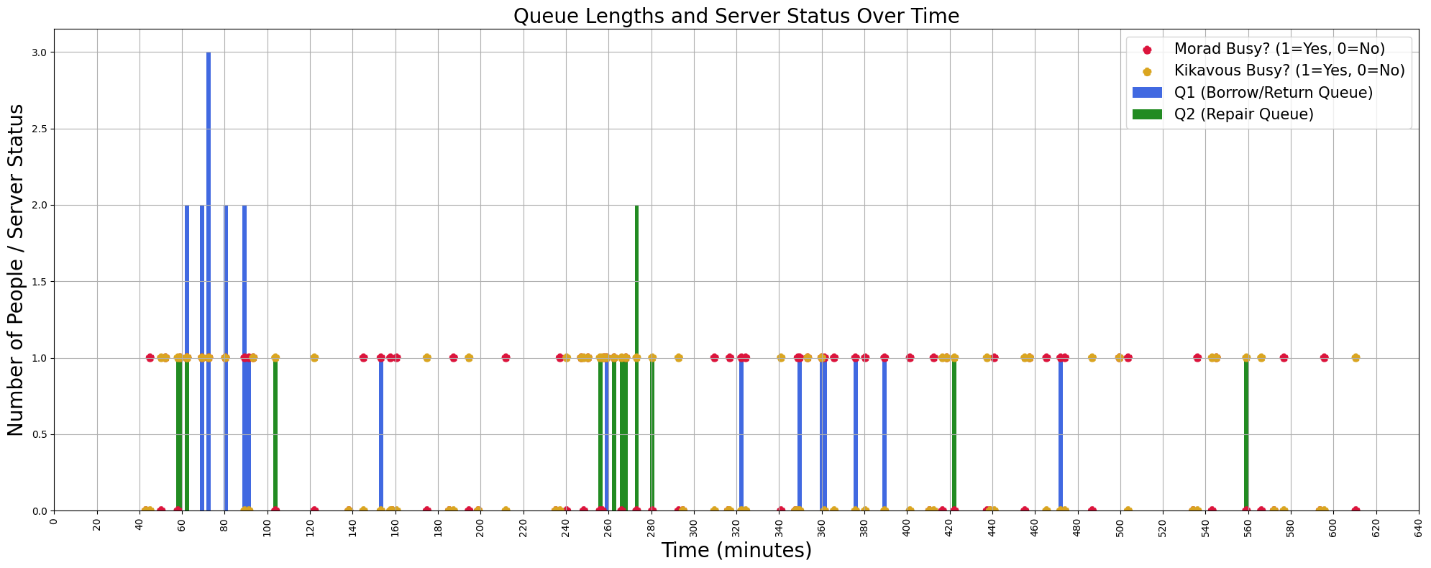 Queue Lengths and Server Status Over Time
Number of People / Server Status
3.0
2.5
2.0
1.5
1.0
0.5
0.0
Morad Busy? (1=Yes, 0=No)
Kikavous Busy? (1=Yes, 0=No)
Q1 (Borrow/Return Queue)
Q2 (Repair Queue)
0 20 40 60 80 100 120 140 160 180 200 220 240 260 280 300 320 340 360 380 400 420 440 460 480 500 520 540 560 580 600 620 640
Time (minutes)